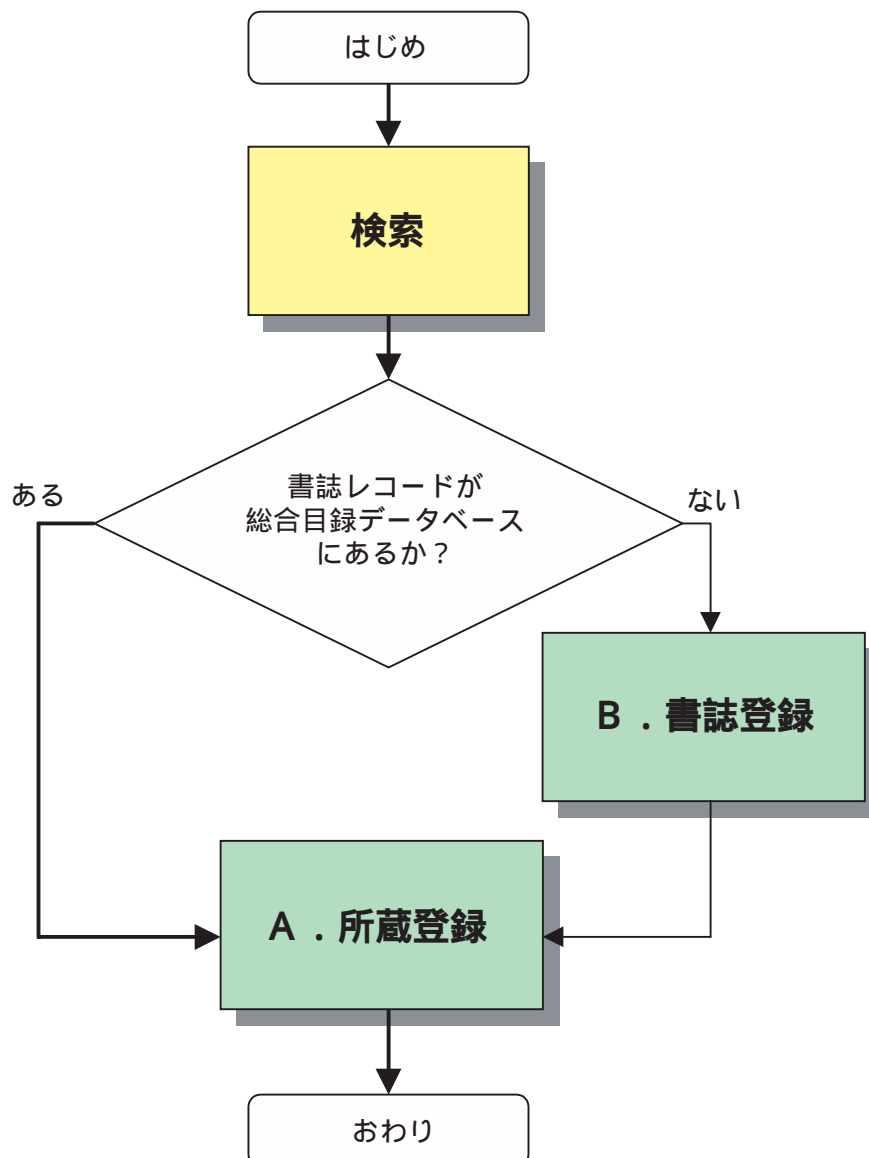 はじめ
検索
書誌レコードが
総合目録データベース
にあるか？
ある
ない
Ｂ．書誌登録
Ａ．所蔵登録
おわり